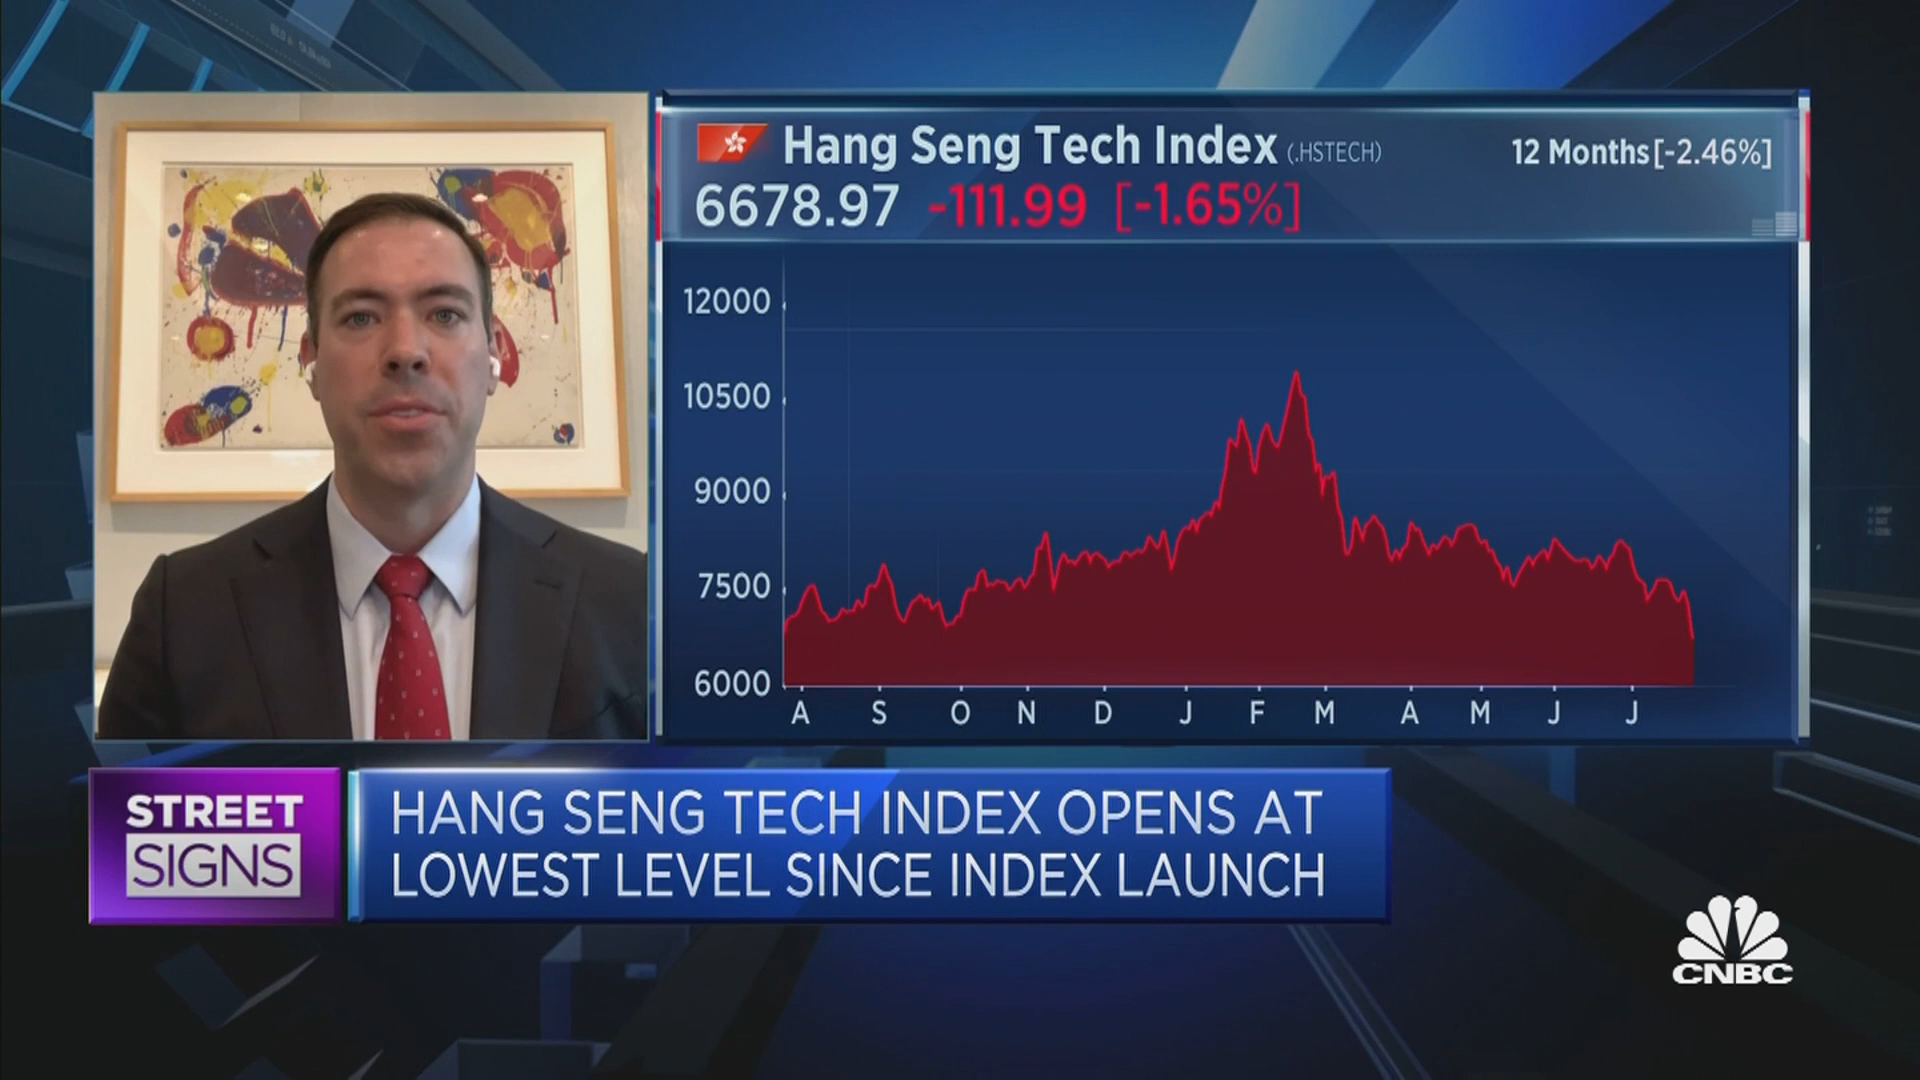 Hang Seng Tech Index (.HSTECH) 12 Months [-2.46%]
6678.97 -111.99 [-1.65%]
12000
10500
9000
7500
6000
A S O N D J F M A M J J
STREET
SIGNS
HANG SENG TECH INDEX OPENS AT
LOWEST LEVEL SINCE INDEX LAUNCH
CNBC